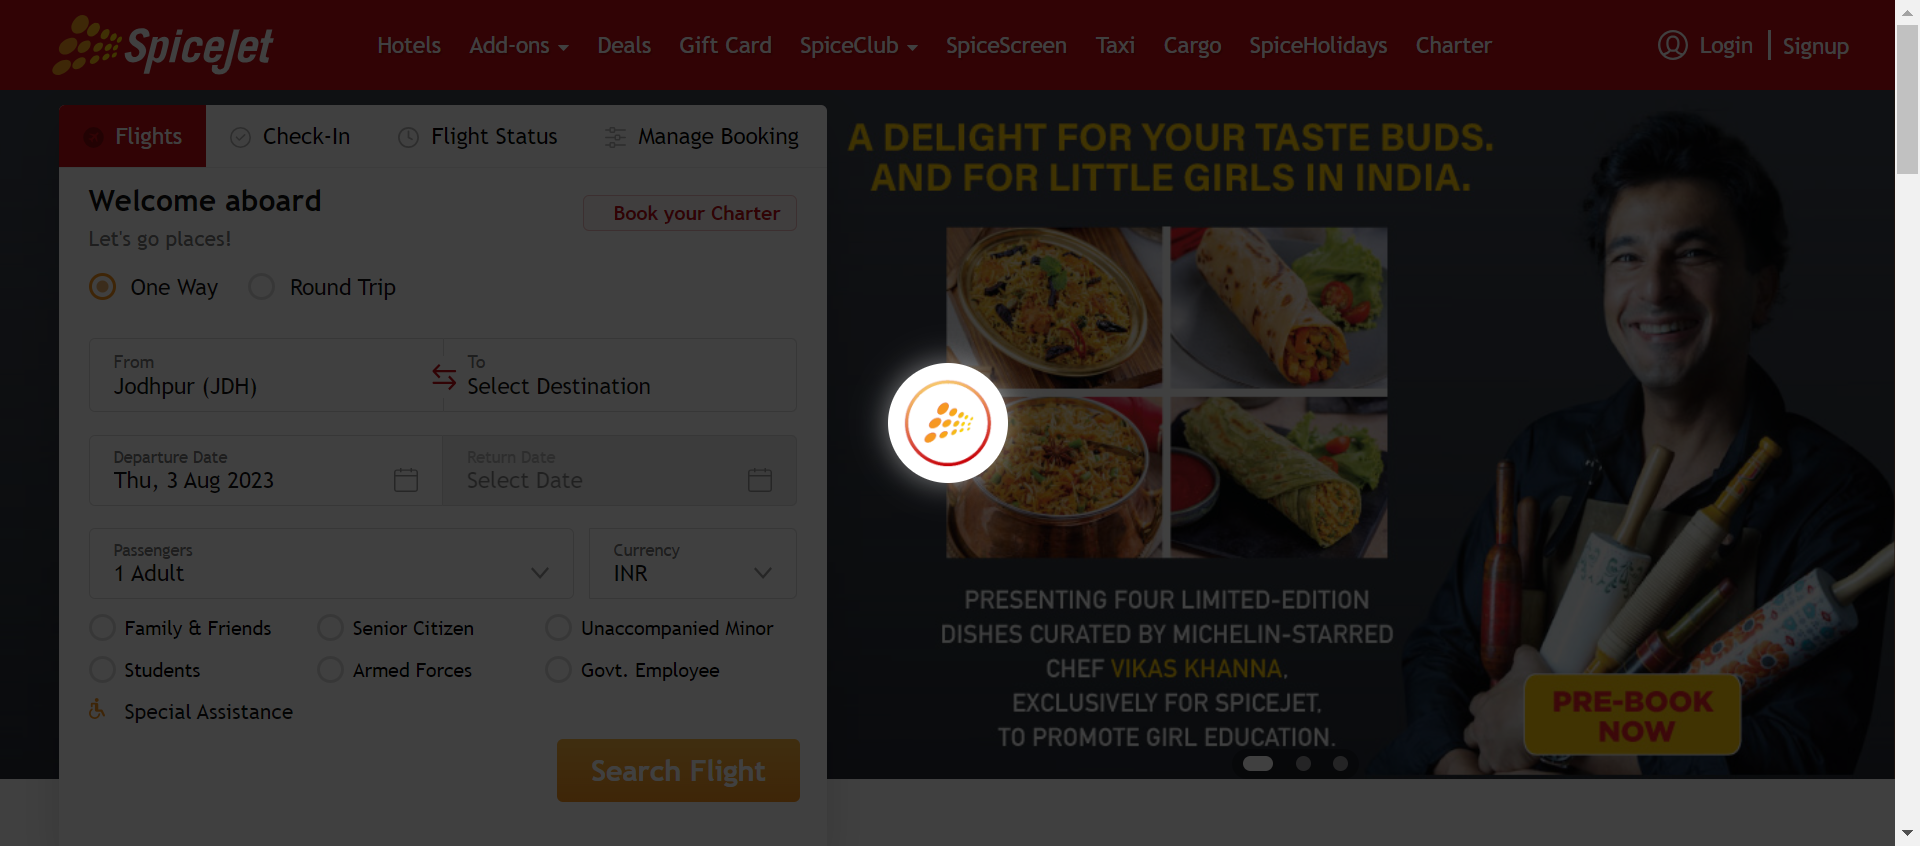 SpiceJet
Hotels
Add-ons
Deals
Gift Card
SpiceClub
SpiceScreen
Taxi
Cargo
SpiceHolidays
Charter
Login
Signup
Flights
Check-In
Flight Status
Manage Booking
Welcome aboard
Let's go places!
Book your Charter
One Way
Round Trip
From
Jodhpur (JDH)
To
Select Destination
Departure Date
Thu, 3 Aug 2023
Return Date
Select Date
Passengers
1 Adult
Currency
INR
Family & Friends
Senior Citizen
Unaccompanied Minor
Students
Armed Forces
Govt. Employee
Special Assistance
Search Flight
A DELIGHT FOR YOUR TASTE BUDS.
AND FOR LITTLE GIRLS IN INDIA.
PRESENTING FOUR LIMITED-EDITION
DISHES CURATED BY MICHELIN-STARRED
CHEF VIKAS KHANNA,
EXCLUSIVELY FOR SPICEJET,
TO PROMOTE GIRL EDUCATION.
PRE-BOOK
NOW